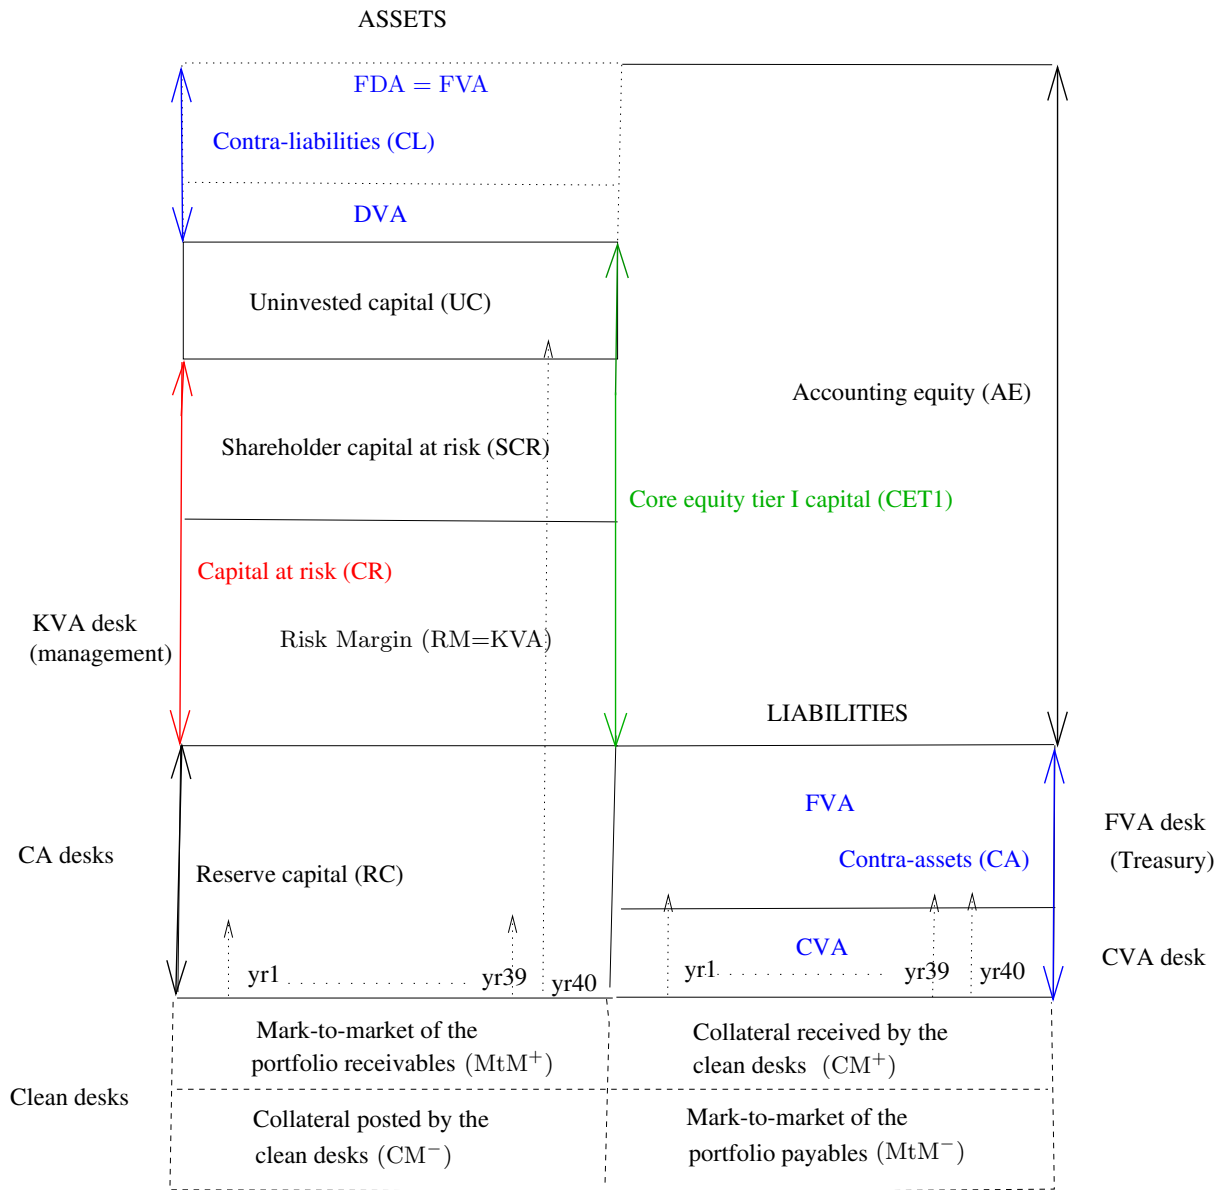 ASSETS
FDA = FVA
Contra-liabilities (CL)
DVA
Uninvested capital (UC)
Accounting equity (AE)
Shareholder capital at risk (SCR)
Core equity tier I capital (CET1)
Capital at risk (CR)
KVA desk
(management)
Risk Margin (RM=KVA)
LIABILITIES
FVA
FVA desk
(Treasury)
CA desks
Contra-assets (CA)
Reserve capital (RC)
CVA
CVA desk
yr1 . . . . . . . . . . . . . . yr39 yr40
yr1 . . . . . . . . . . . . . . yr39 yr40
Mark-to-market of the
portfolio receivables (MtM⁺)
Collateral received by the
clean desks (CM⁺)
Clean desks
Collateral posted by the
clean desks (CM⁻)
Mark-to-market of the
portfolio payables (MtM⁻)